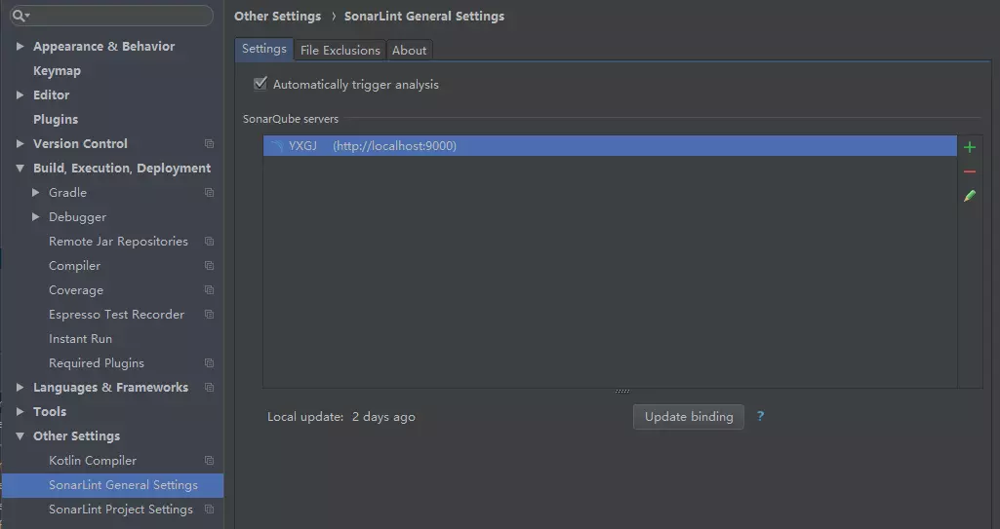 Appearance & Behavior
Keymap
Editor
Plugins
Version Control
Build, Execution, Deployment
Gradle
Debugger
Remote Jar Repositories
Compiler
Coverage
Espresso Test Recorder
Instant Run
Required Plugins
Languages & Frameworks
Tools
Other Settings
Kotlin Compiler
SonarLint General Settings
SonarLint Project Settings
Other Settings › SonarLint General Settings
Settings File Exclusions About
Automatically trigger analysis
SonarQube servers
YXGJ (http://localhost:9000)
Local update: 2 days ago Update binding ?